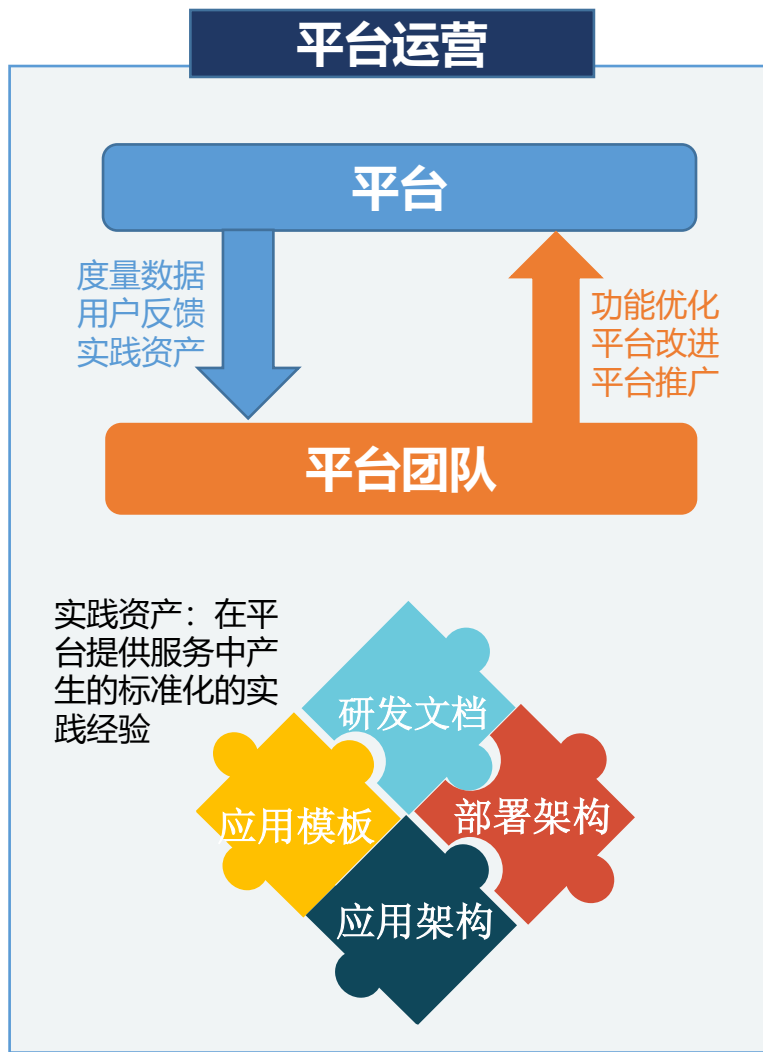 平台运营
平台
度量数据
用户反馈
实践资产
功能优化
平台改进
平台推广
平台团队
实践资产：在平
台提供服务中产
生的标准化的实
践经验
研发文档
应用模板
部署架构
应用架构